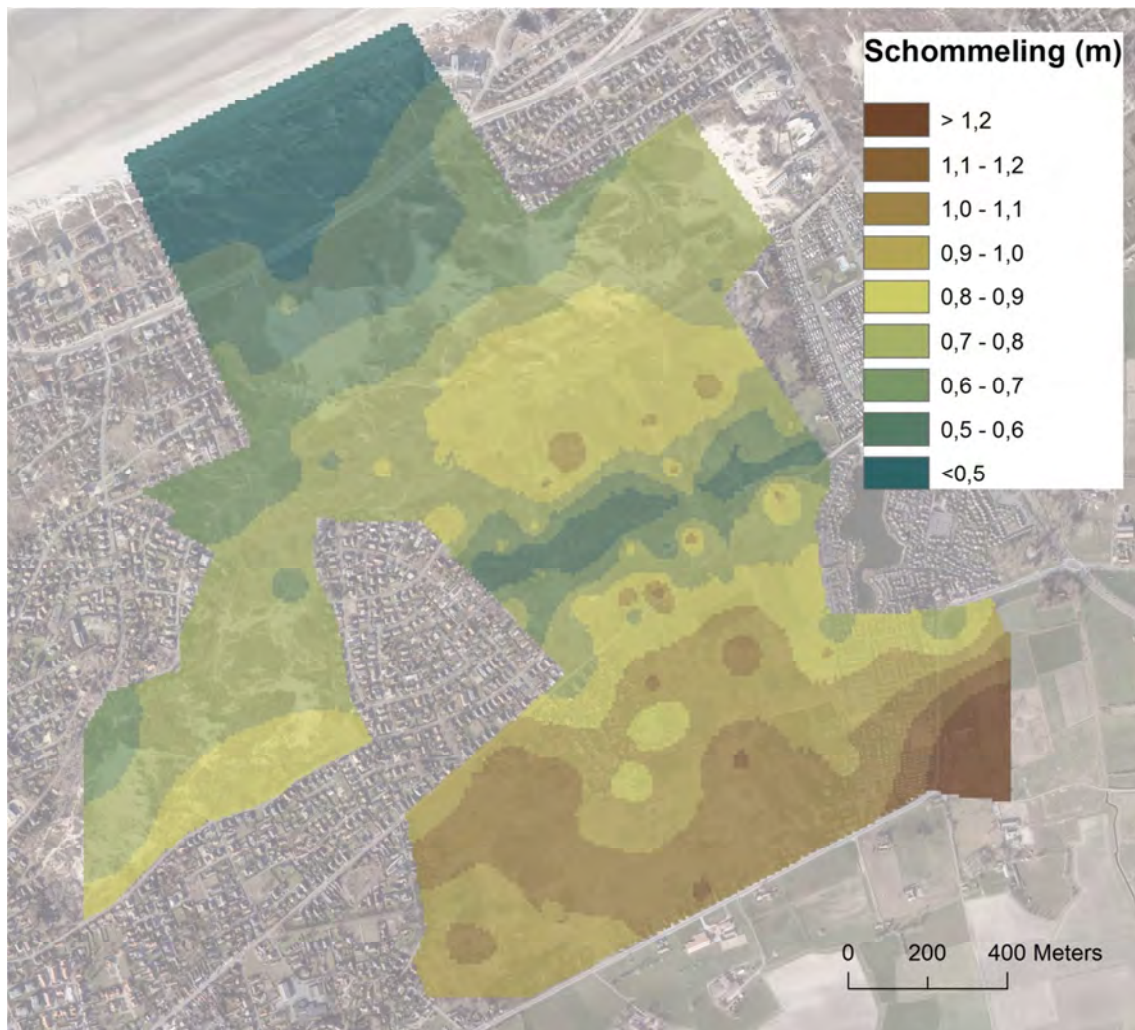 Schommeling (m)
> 1,2
1,1 - 1,2
1,0 - 1,1
0,9 - 1,0
0,8 - 0,9
0,7 - 0,8
0,6 - 0,7
0,5 - 0,6
<0,5
0 200 400 Meters